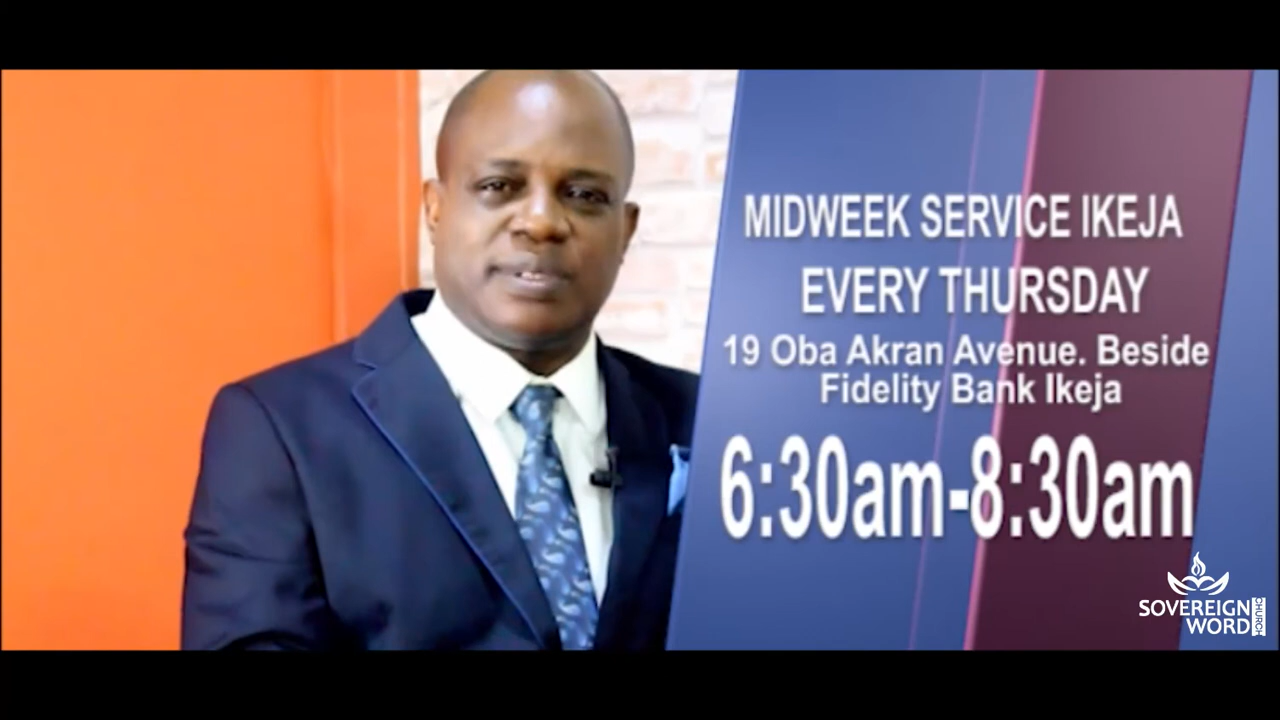 MIDWEEK SERVICE IKEJA
EVERY THURSDAY
19 Oba Akran Avenue. Beside
Fidelity Bank Ikeja
6:30am-8:30am
SOVEREIGN
WORD
CHURCH